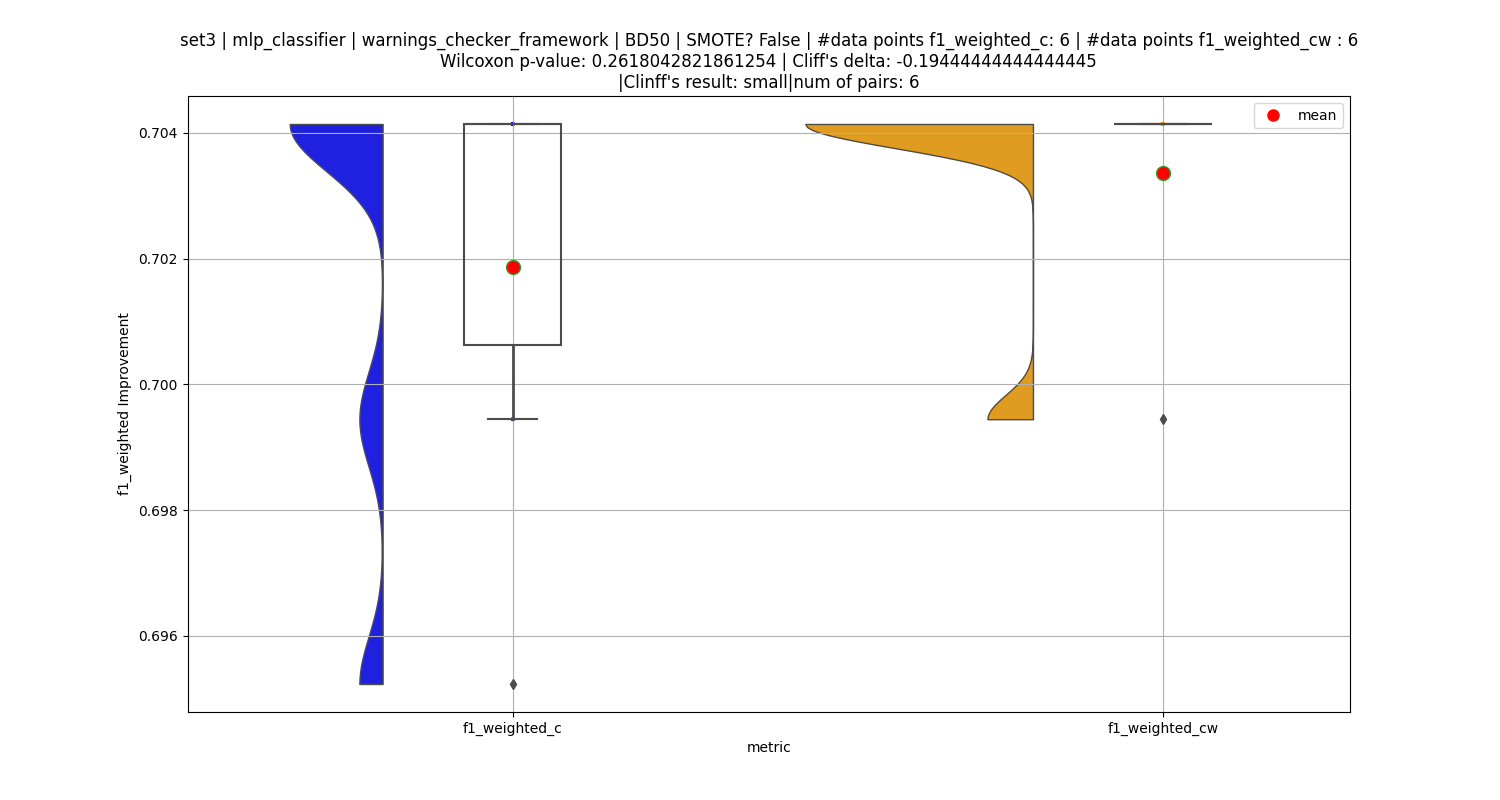 set3 | mlp_classifier | warnings_checker_framework | BD50 | SMOTE? False | #data points f1_weighted_c: 6 | #data points f1_weighted_cw : 6
Wilcoxon p-value: 0.2618042821861254 | Cliff's delta: -0.19444444444444445
|Clinff's result: small|num of pairs: 6
mean
0.704
0.702
0.700
0.698
0.696
f1_weighted Improvement
f1_weighted_c
f1_weighted_cw
metric